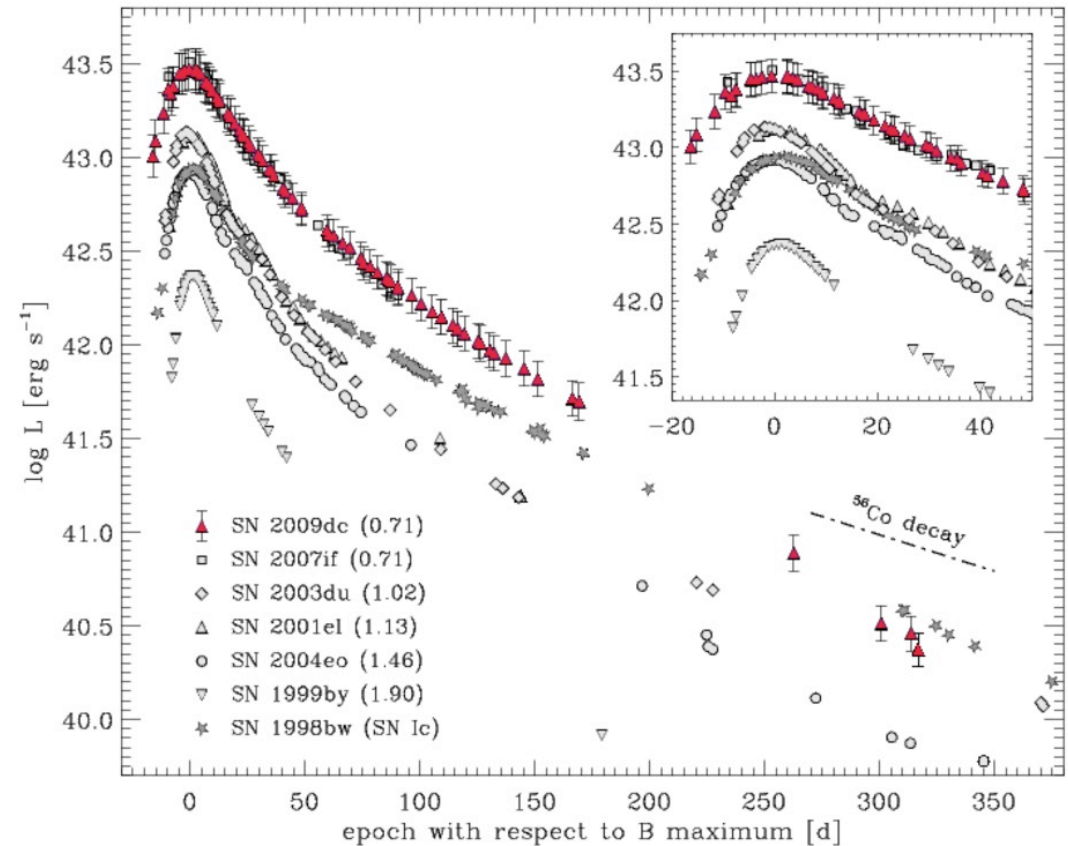 log L [erg s⁻¹]
43.5
43.0
42.5
42.0
41.5
41.0
40.5
40.0
43.5
43.0
42.5
42.0
41.5
-20 0 20 40
⁵⁶Co decay
SN 2009dc (0.71)
SN 2007if (0.71)
SN 2003du (1.02)
SN 2001el (1.13)
SN 2004eo (1.46)
SN 1999by (1.90)
SN 1998bw (SN Ic)
0 50 100 150 200 250 300 350
epoch with respect to B maximum [d]